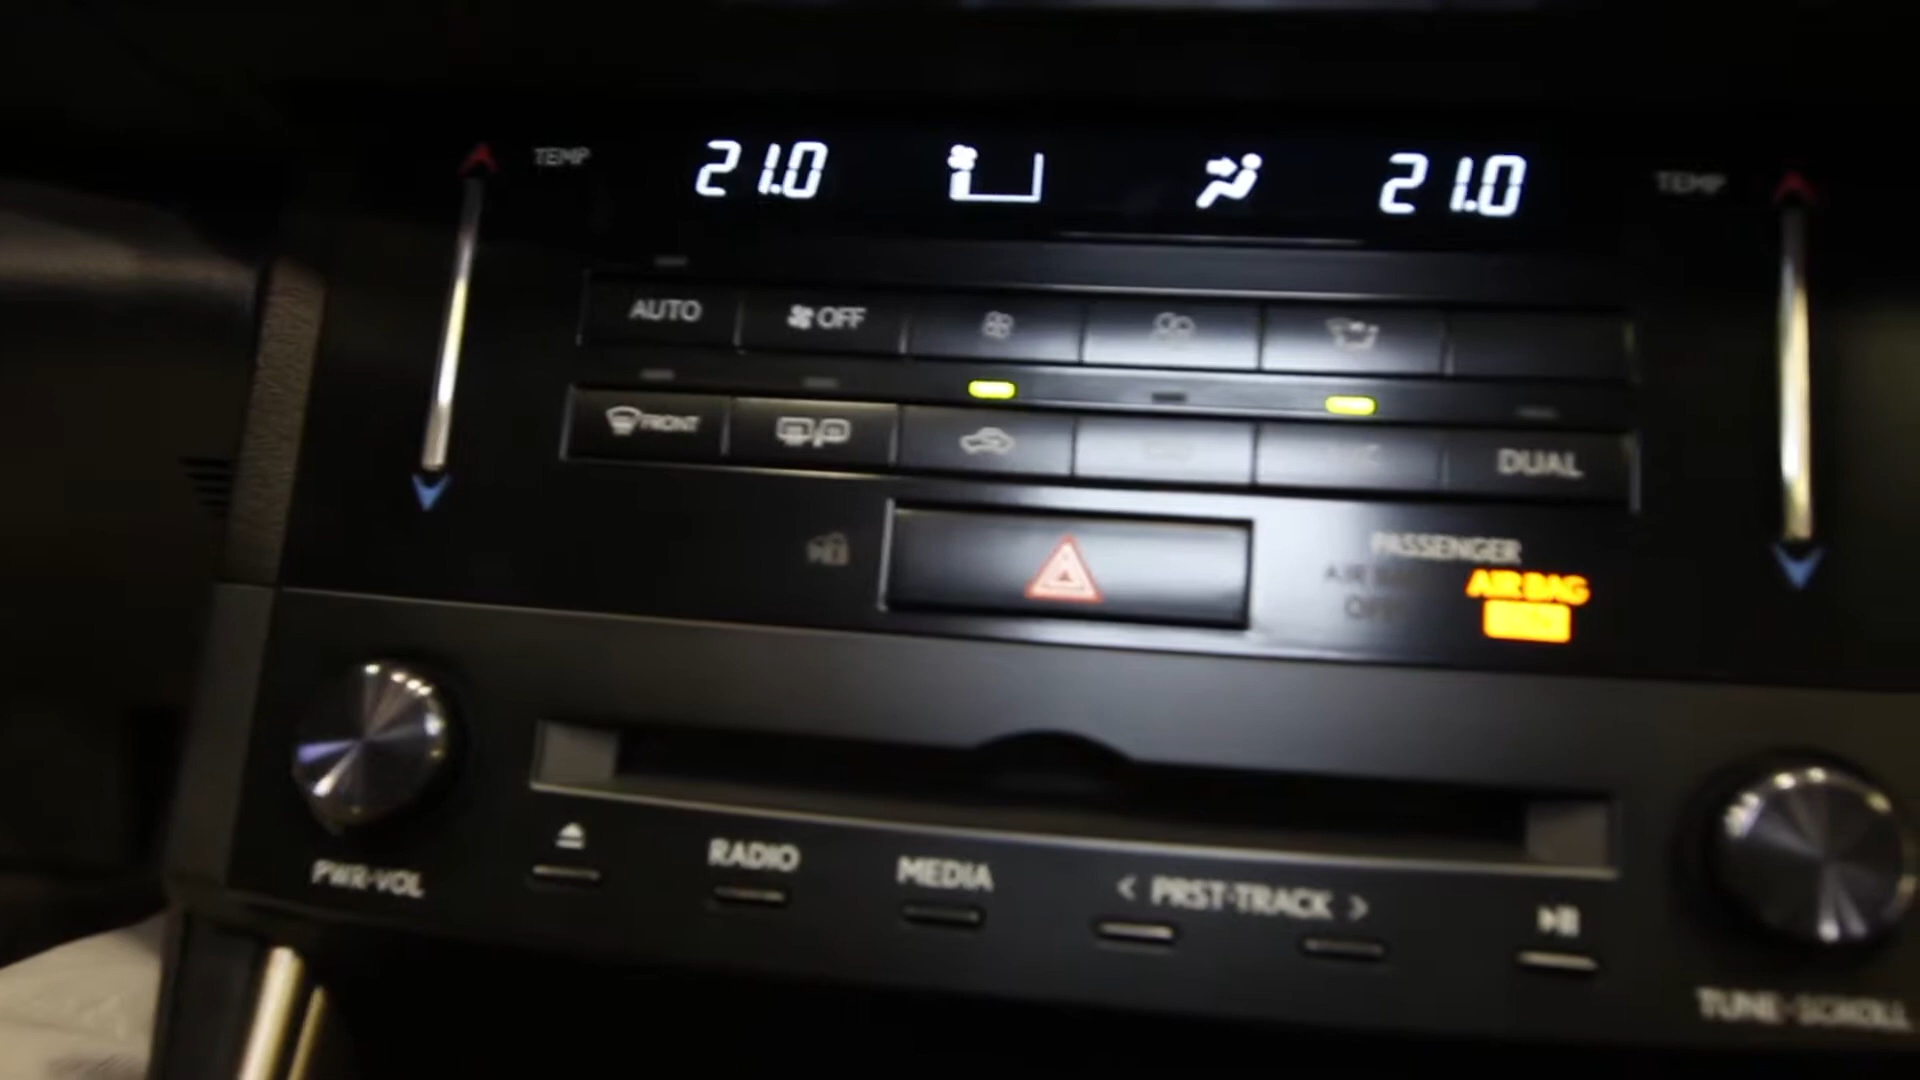 TEMP 21.0 21.0 TEMP
AUTO OFF
FRONT DUAL
PASSENGER
AIR BAG
RADIO MEDIA < PRST·TRACK >
PWR·VOL
TUNE·SCROLL